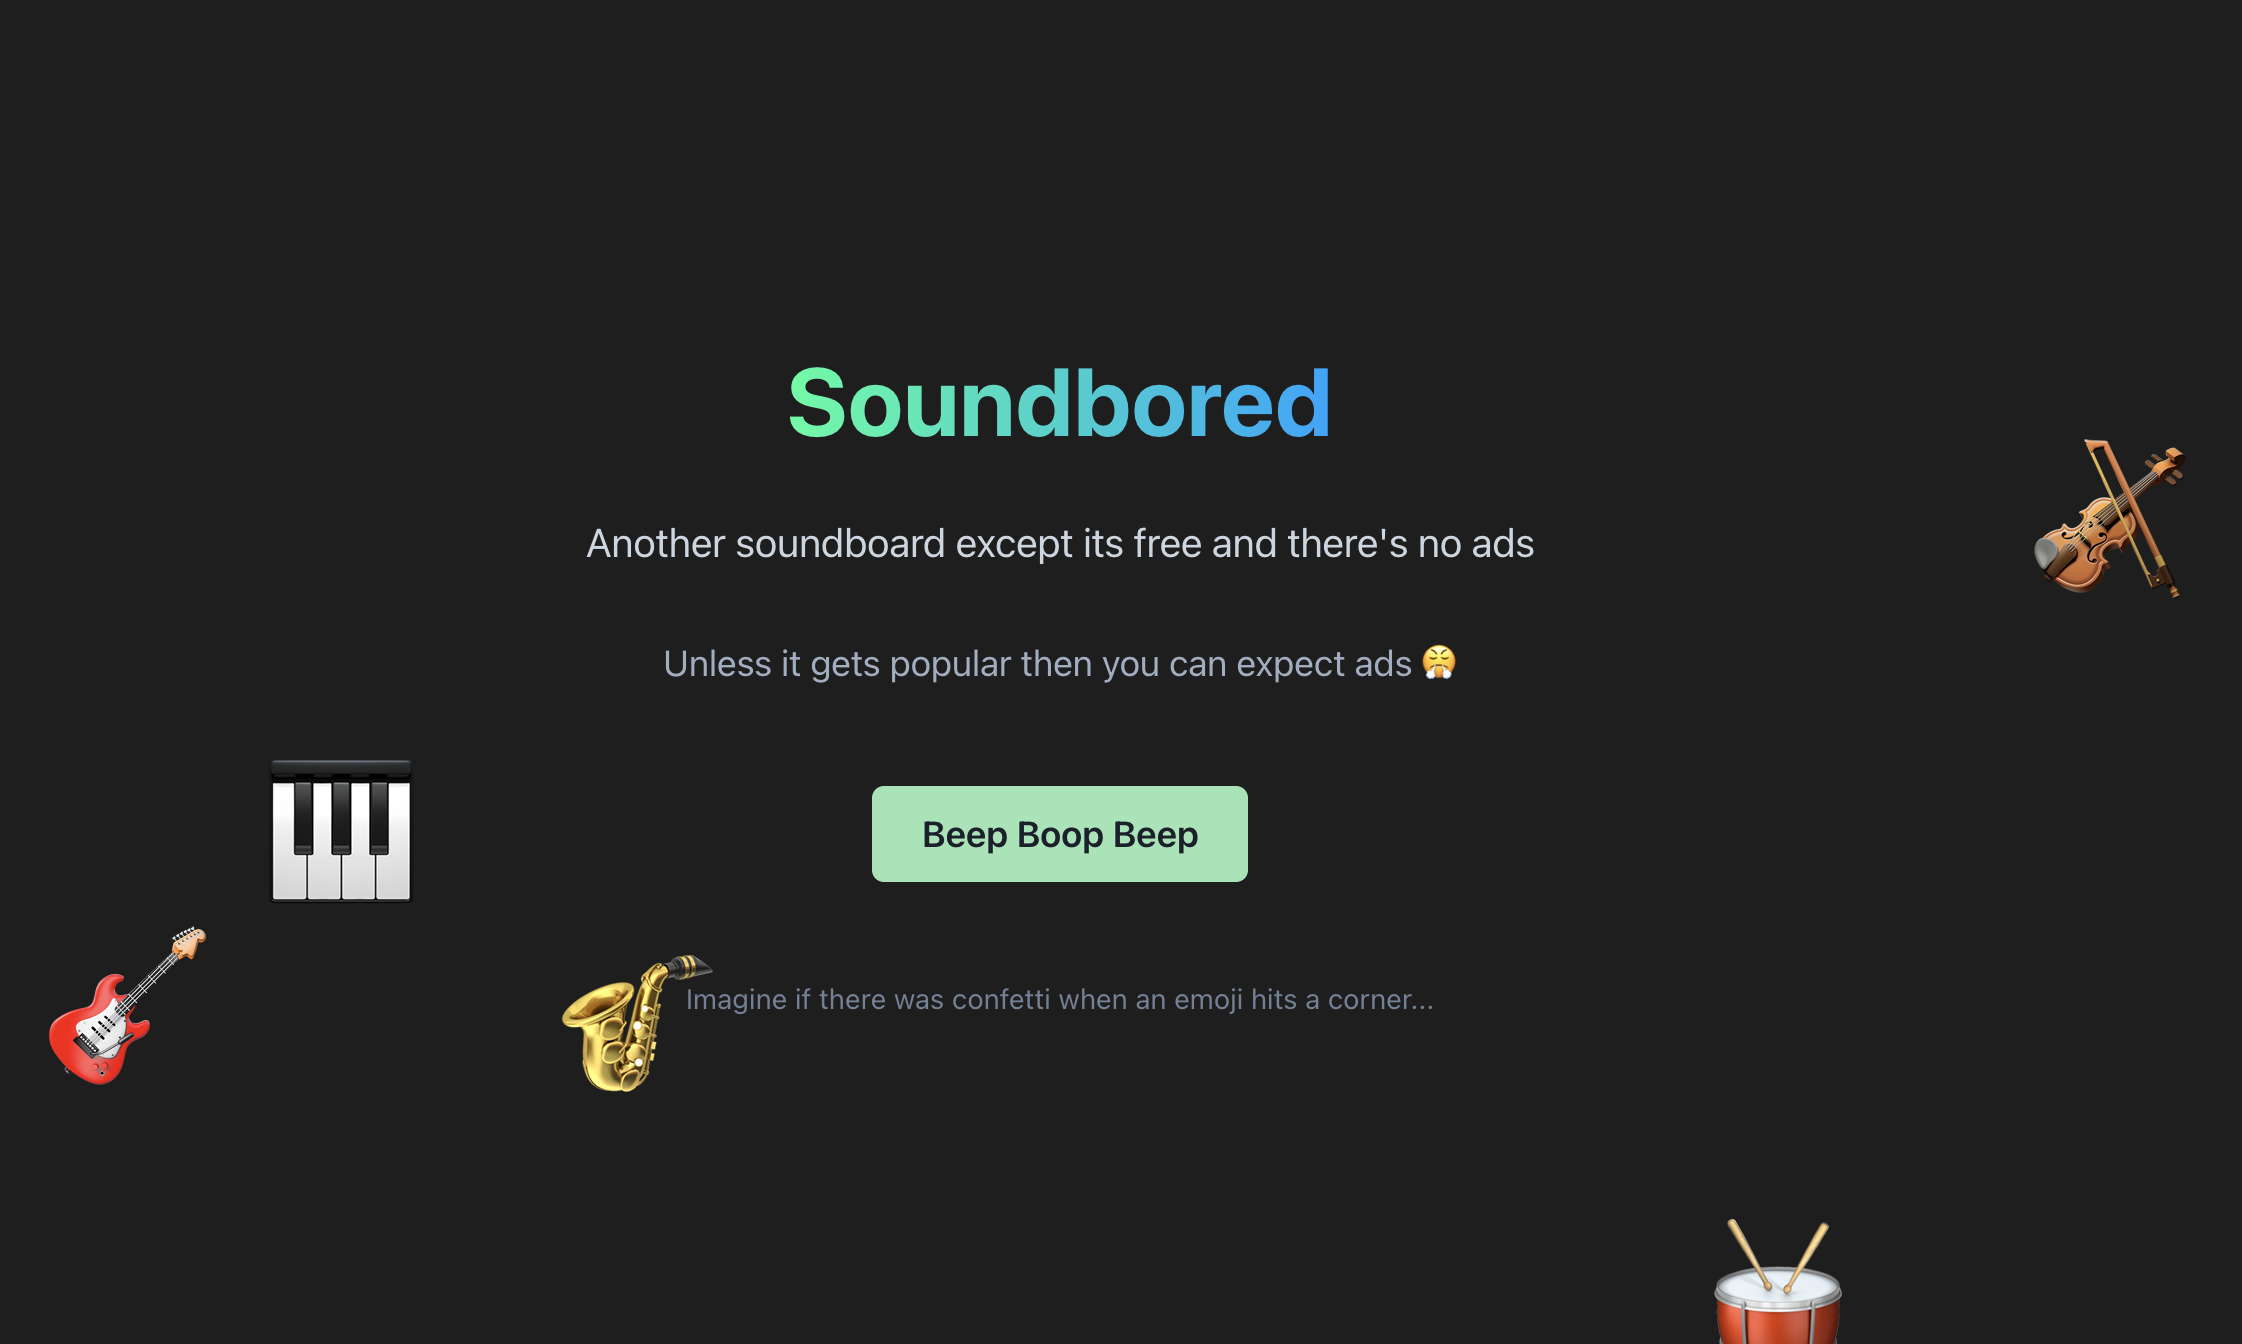 Soundbored
Another soundboard except its free and there's no ads
Unless it gets popular then you can expect ads 😤
Beep Boop Beep
Imagine if there was confetti when an emoji hits a corner...